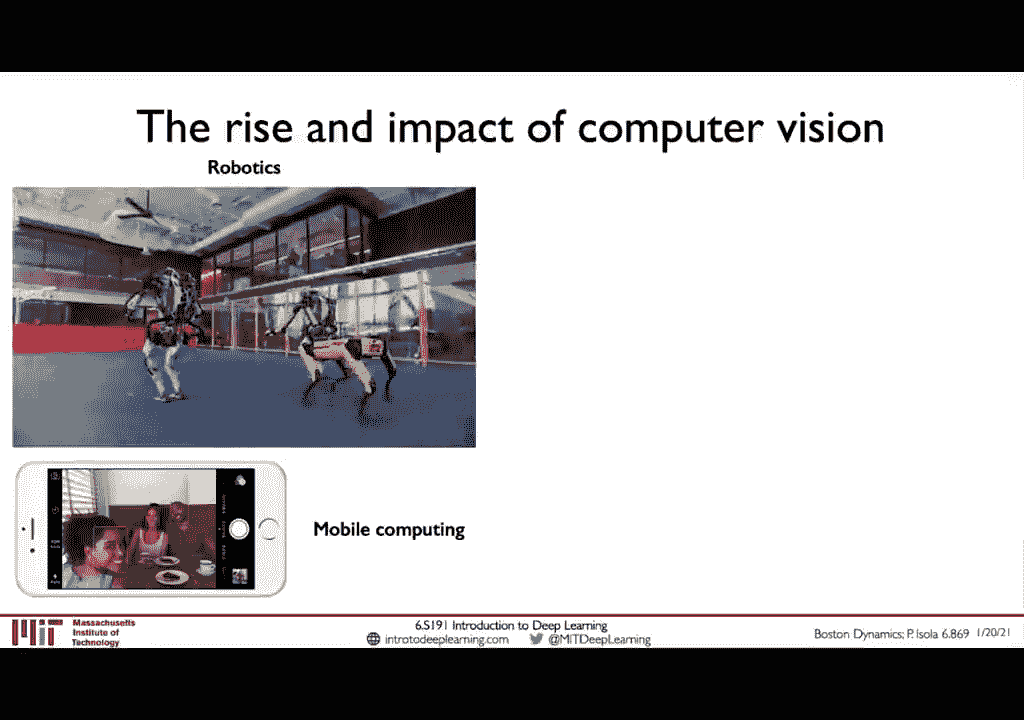 The rise and impact of computer vision
Robotics
Mobile computing
Massachusetts
Institute of
Technology
6.S191 Introduction to Deep Learning
introtodeeplearning.com @MITDeepLearning
Boston Dynamics; P. Isola 6.869 1/20/21